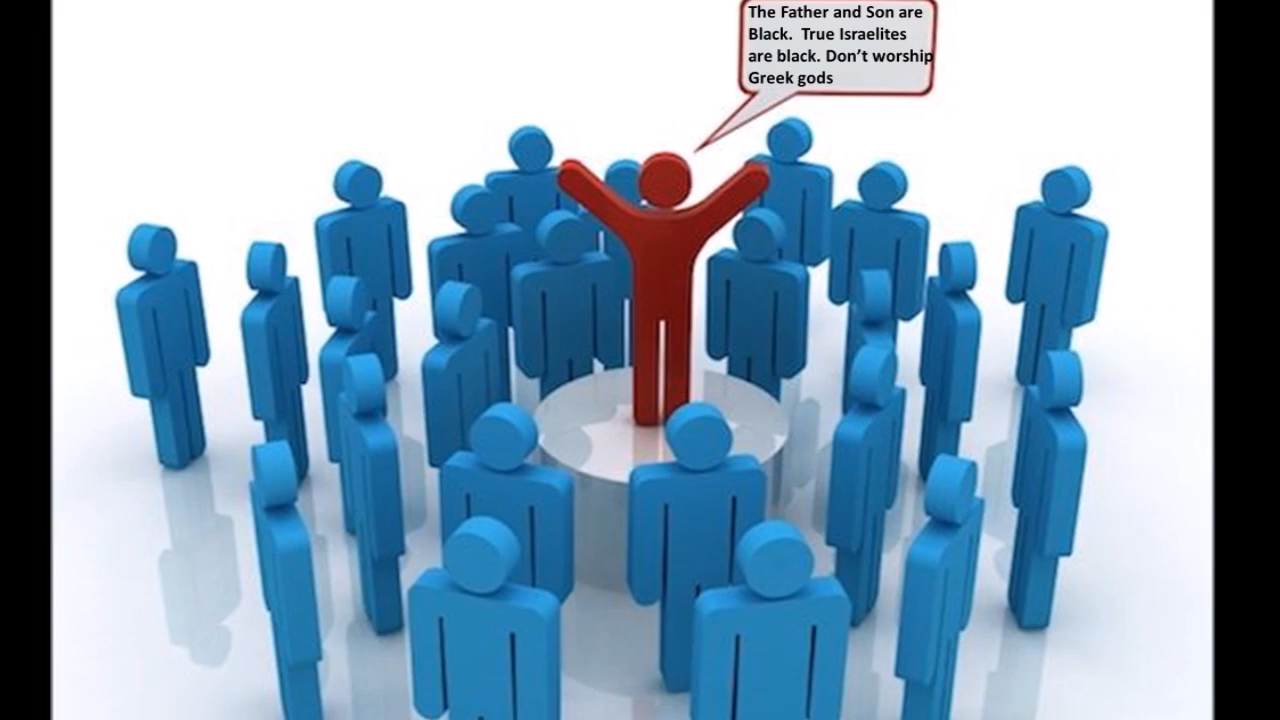 The Father and Son are
Black.  True Israelites
are black. Don’t worship
Greek gods